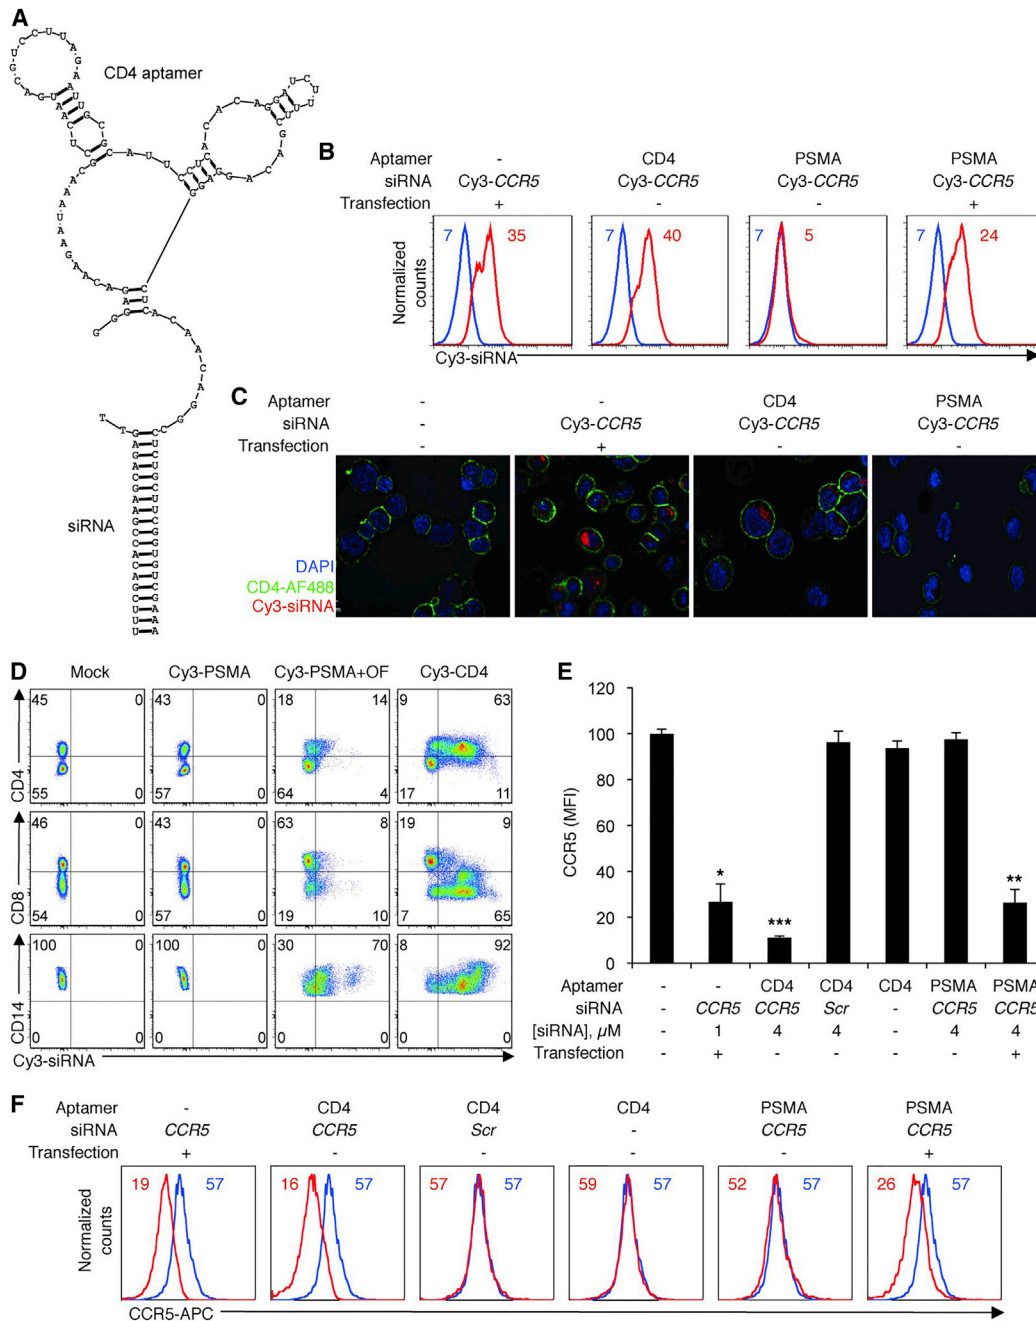 A
CD4 aptamer
siRNA
B
Aptamer - CD4 PSMA PSMA
siRNA Cy3-CCR5 Cy3-CCR5 Cy3-CCR5 Cy3-CCR5
Transfection + - - +
Normalized counts
7 35 7 40 7 5 7 24
Cy3-siRNA
C
Aptamer - - CD4 PSMA
siRNA - Cy3-CCR5 Cy3-CCR5 Cy3-CCR5
Transfection - + - -
DAPI
CD4-AF488
Cy3-siRNA
D
Mock Cy3-PSMA Cy3-PSMA+OF Cy3-CD4
CD4
45 0 43 0 18 14 9 63
55 0 57 0 64 4 17 11
CD8
46 0 43 0 63 8 19 9
54 0 57 0 19 10 7 65
CD14
100 0 100 0 30 70 8 92
0 0 0 0 0 0 0 0
Cy3-siRNA
E
CCR5 (MFI)
120
100
80
60
40
20
0
* *** **
Aptamer - - CD4 CD4 CD4 PSMA PSMA
siRNA - CCR5 CCR5 Scr - CCR5 CCR5
[siRNA], µM - 1 4 4 - 4 4
Transfection - + - - - - +
F
Aptamer - CD4 CD4 CD4 PSMA PSMA
siRNA CCR5 CCR5 Scr - CCR5 CCR5
Transfection + - - - - +
Normalized counts
19 57 16 57 57 57 59 57 52 57 26 57
CCR5-APC